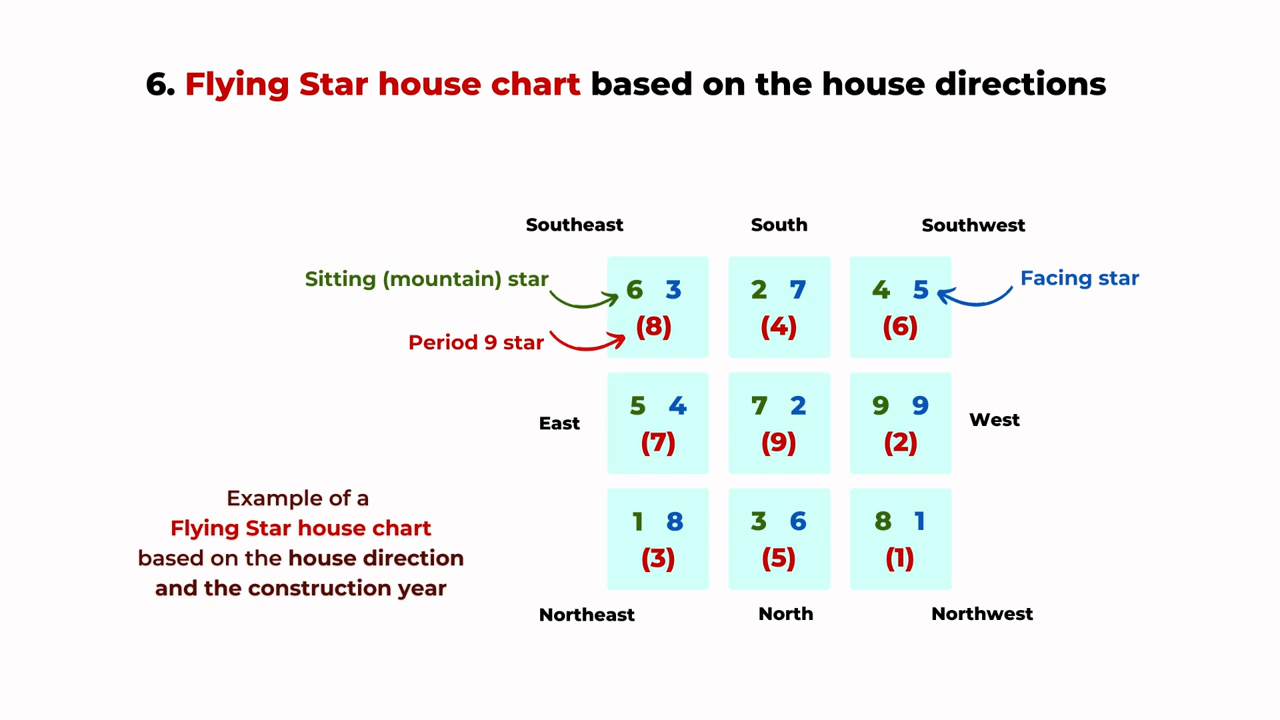 6. Flying Star house chart based on the house directions
Southeast South Southwest
Sitting (mountain) star
Facing star
6 3 2 7 4 5
(8) (4) (6)
Period 9 star
5 4 7 2 9 9
East
West
(7) (9) (2)
1 8 3 6 8 1
(3) (5) (1)
Example of a
Flying Star house chart
based on the house direction
and the construction year
Northeast North Northwest